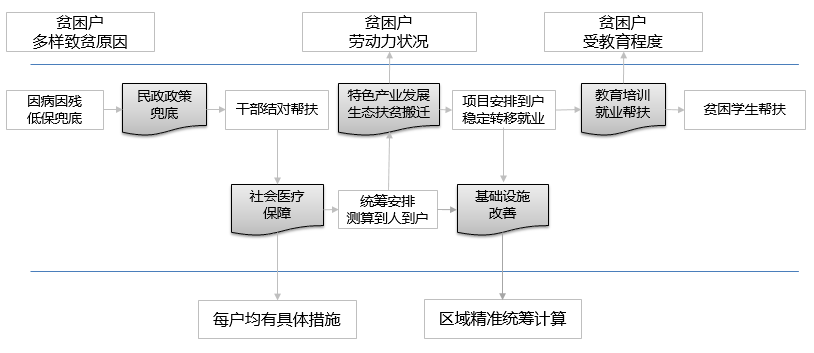 贫困户
多样致贫原因
贫困户
劳动力状况
贫困户
受教育程度
因病因残
低保兜底
民政政策
兜底
干部结对帮扶
特色产业发展
生态扶贫搬迁
项目安排到户
稳定转移就业
教育培训
就业帮扶
贫困学生帮扶
社会医疗
保障
统筹安排
测算到人到户
基础设施
改善
每户均有具体措施
区域精准统筹计算